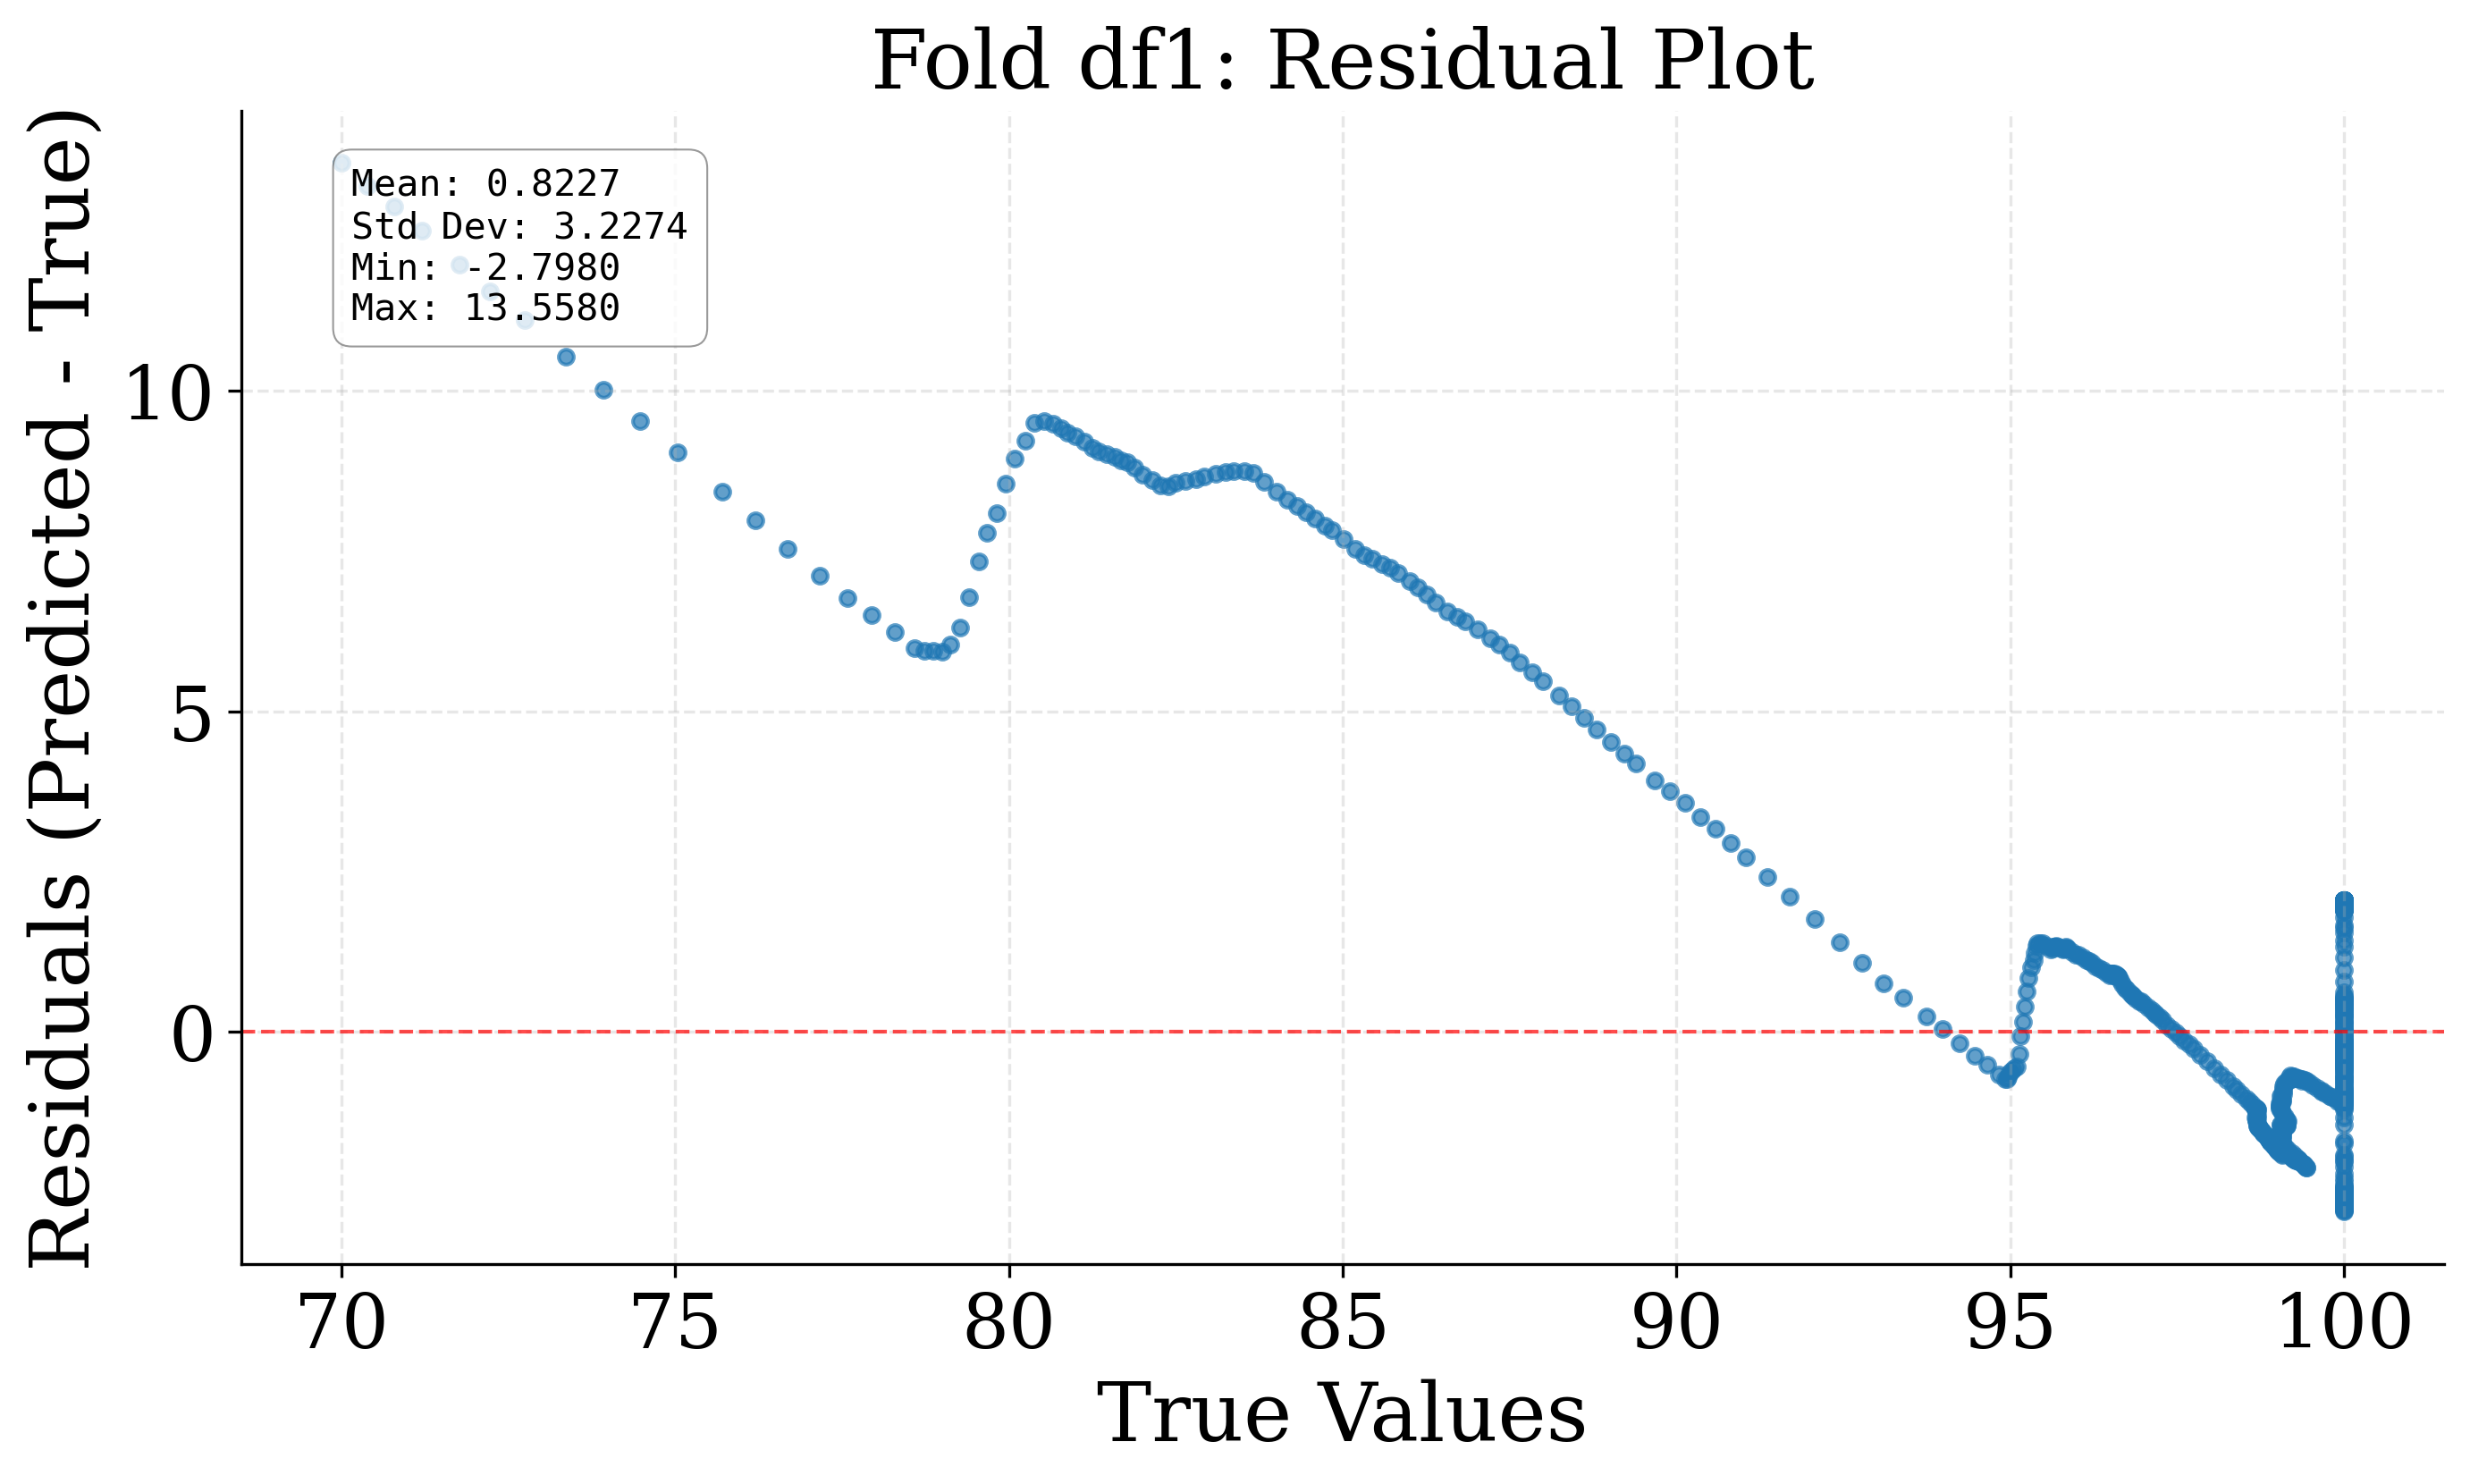 Fold df1: Residual Plot
Residuals (Predicted - True)
Mean: 0.8227
Std Dev: 3.2274
Min: -2.7980
Max: 13.5580
10
5
0
70 75 80 85 90 95 100
True Values